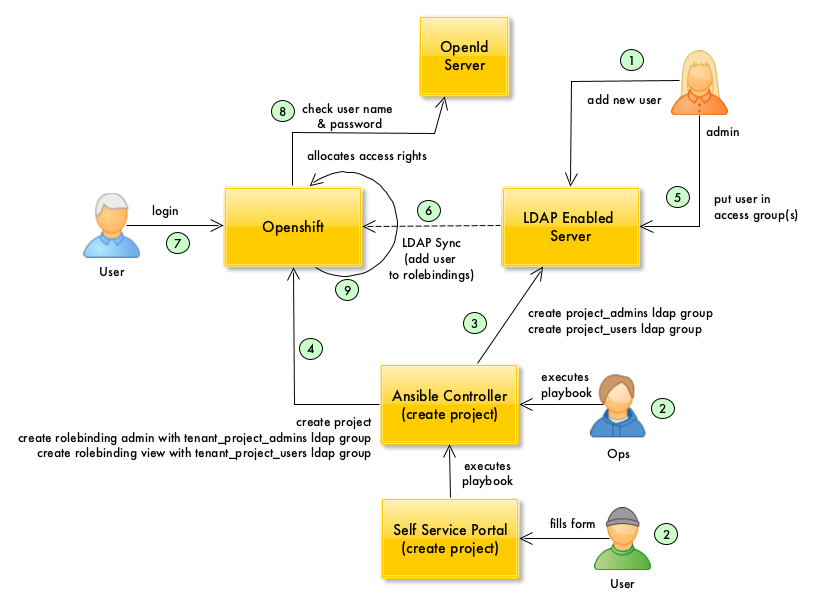 OpenId
Server
1
add new user
admin
8
check user name
& password
allocates access rights
5
put user in
access group(s)
login
7
User
Openshift
6
LDAP Sync
(add user
to rolebindings)
LDAP Enabled
Server
9
3
create project_admins ldap group
create project_users ldap group
4
Ansible Controller
(create project)
executes
playbook
2
Ops
create project
create rolebinding admin with tenant_project_admins ldap group
create rolebinding view with tenant_project_users ldap group
executes
playbook
Self Service Portal
(create project)
fills form
2
User